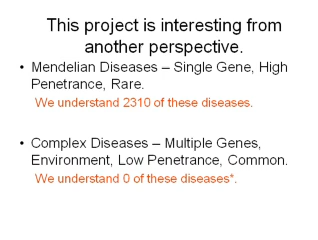 This project is interesting from
another perspective.
• Mendelian Diseases – Single Gene, High
Penetrance, Rare.
We understand 2310 of these diseases.
• Complex Diseases – Multiple Genes,
Environment, Low Penetrance, Common.
We understand 0 of these diseases*.